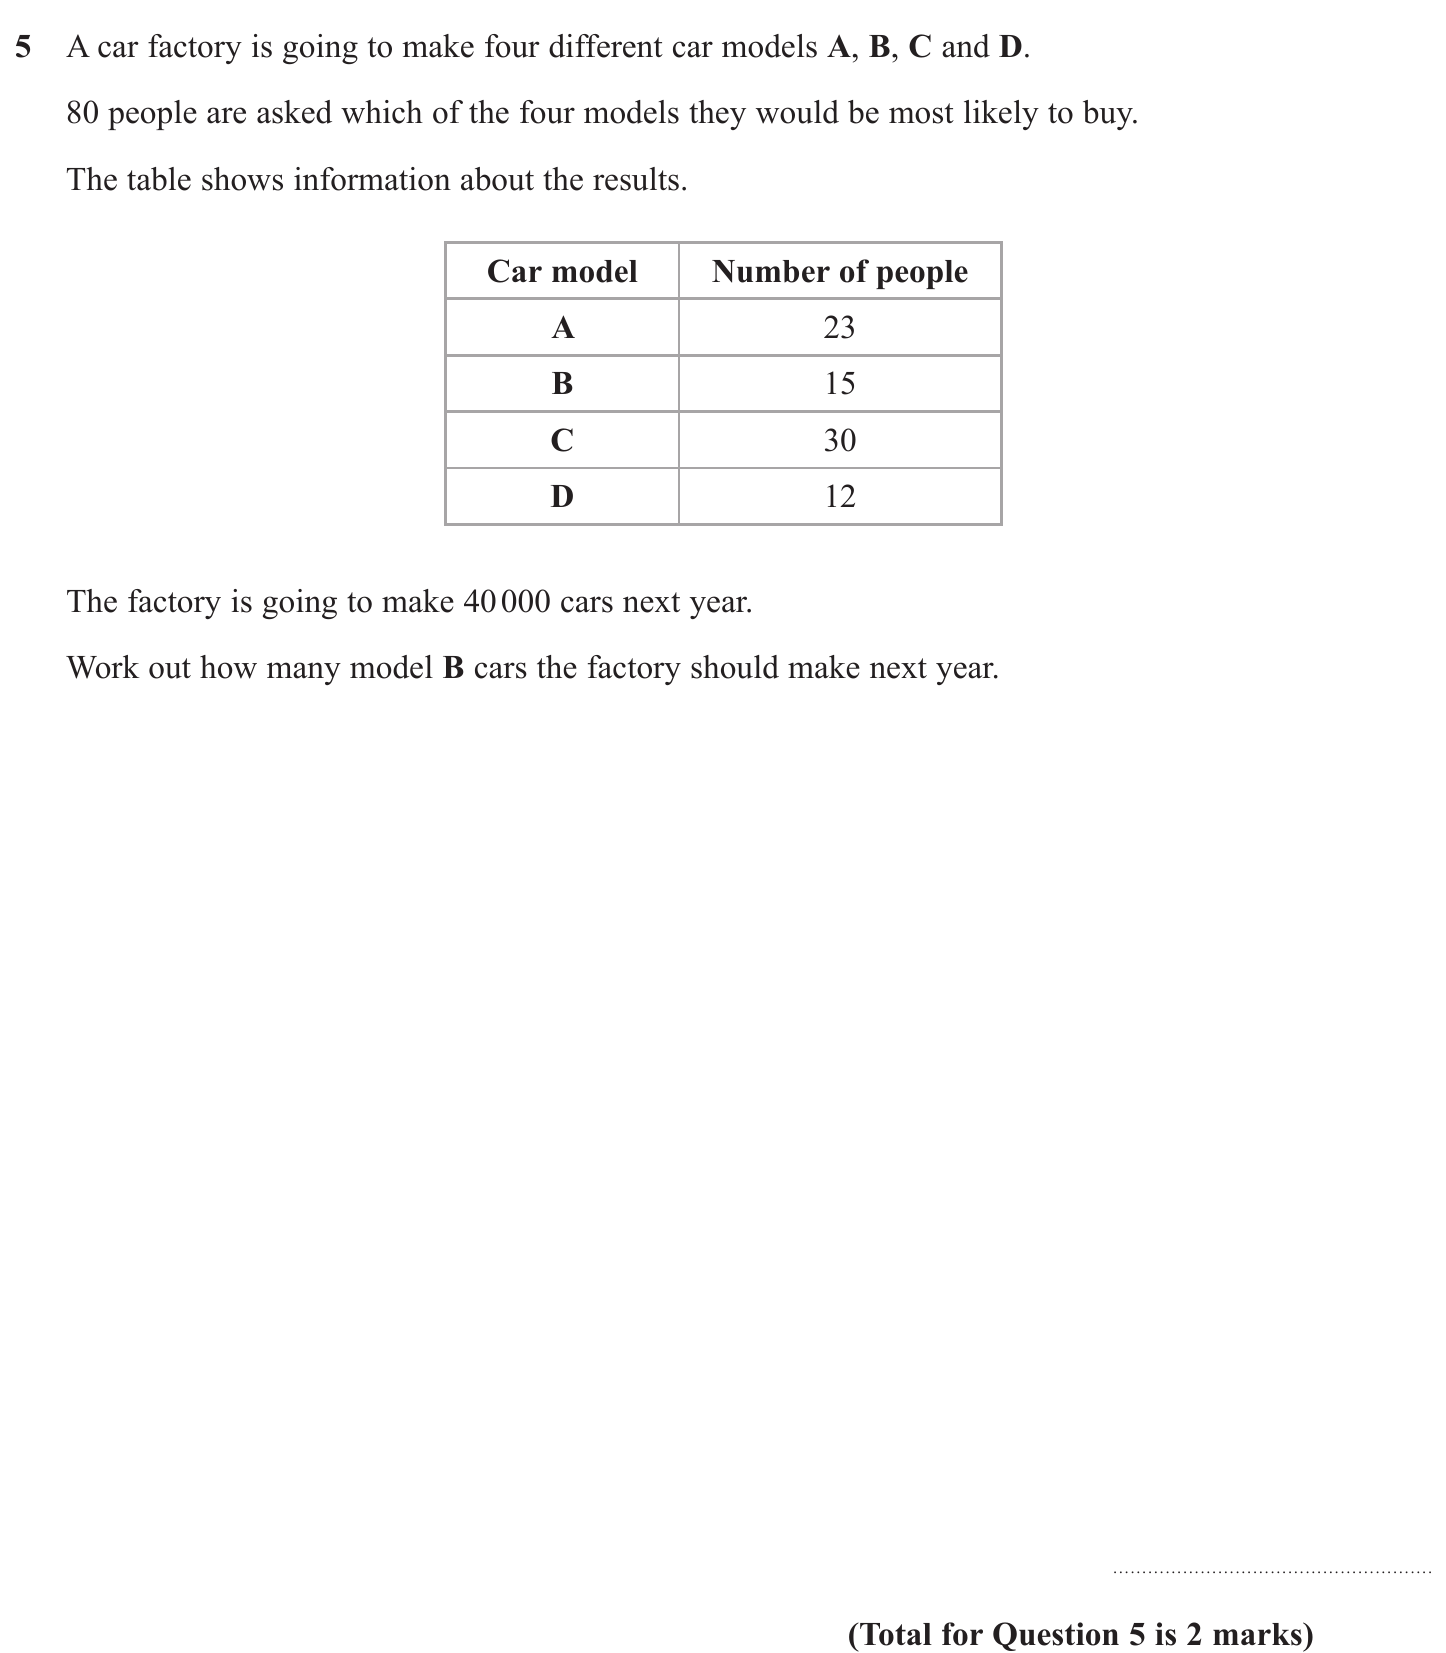 5 A car factory is going to make four different car models A, B, C and D.
80 people are asked which of the four models they would be most likely to buy.
The table shows information about the results.
Car model Number of people
A 23
B 15
C 30
D 12
The factory is going to make 40 000 cars next year.
Work out how many model B cars the factory should make next year.
(Total for Question 5 is 2 marks)